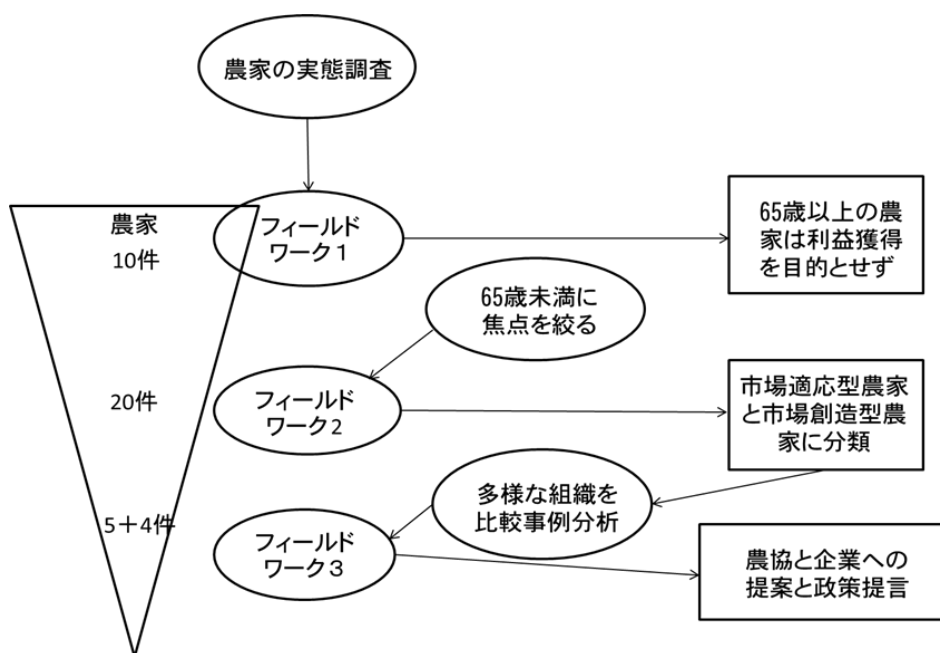 農家の実態調査
農家
10件
フィールド
ワーク１
65歳以上の農
家は利益獲得
を目的とせず
65歳未満に
焦点を絞る
20件
フィールド
ワーク2
市場適応型農家
と市場創造型農
家に分類
多様な組織を
比較事例分析
5＋4件
フィールド
ワーク３
農協と企業への
提案と政策提言